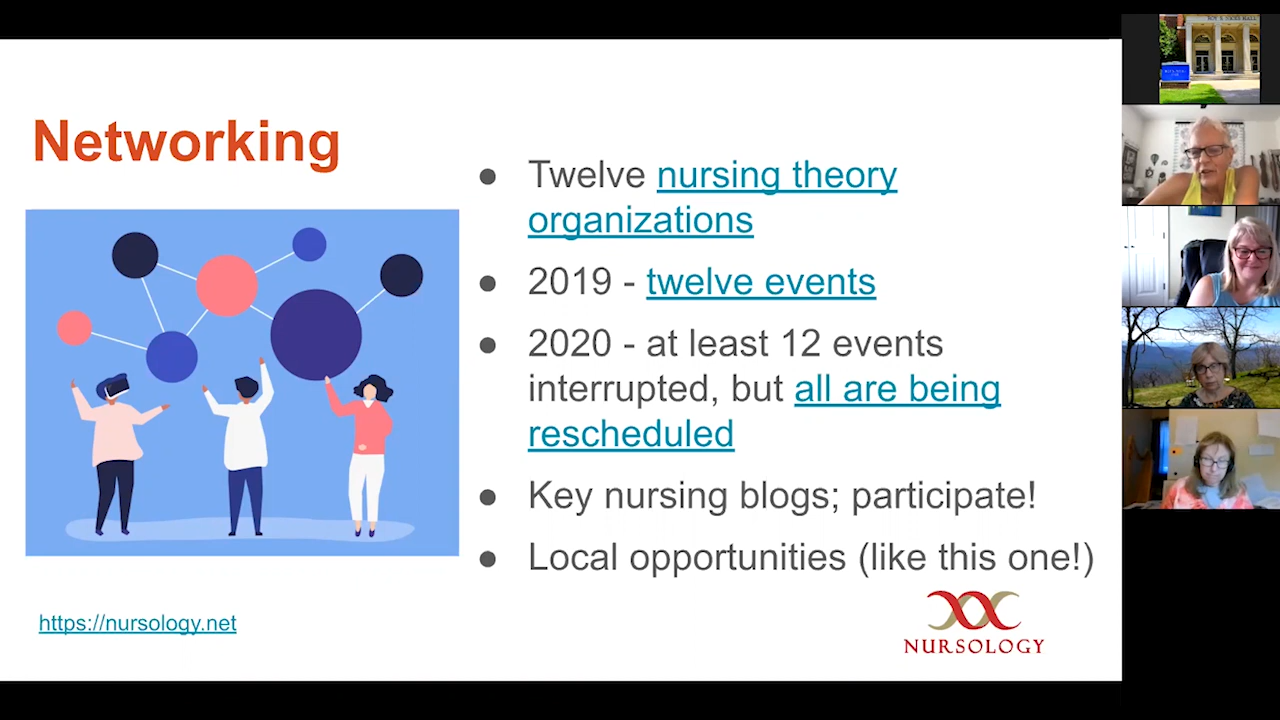 Networking
● Twelve nursing theory
organizations
● 2019 - twelve events
● 2020 - at least 12 events
interrupted, but all are being
rescheduled
● Key nursing blogs; participate!
● Local opportunities (like this one!)
https://nursology.net
NURSOLOGY